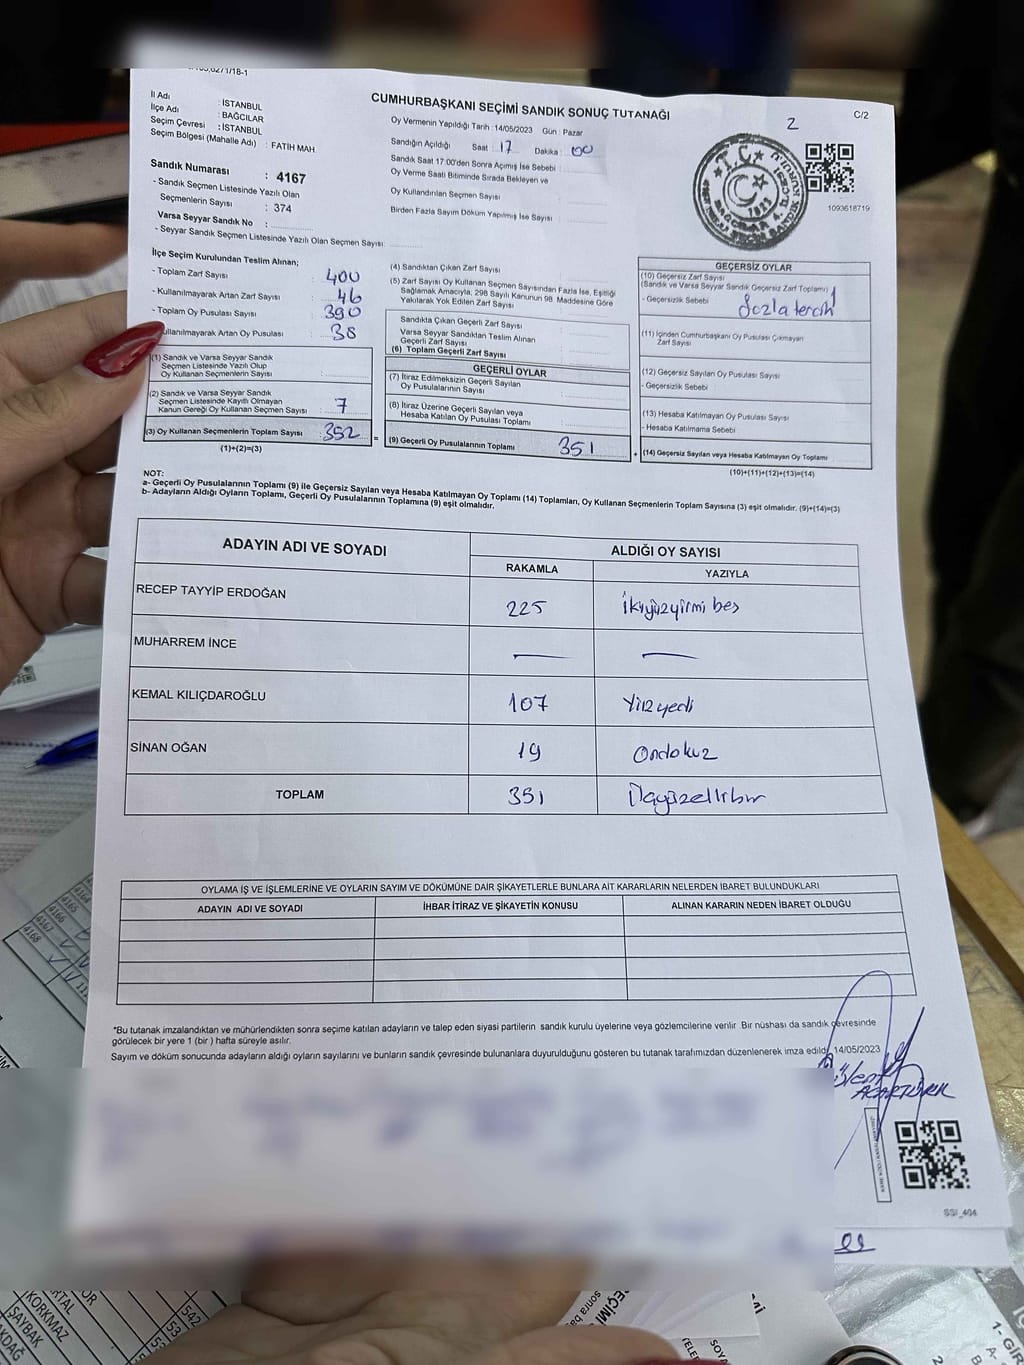 CUMHURBAŞKANI SEÇİMİ SANDIK SONUÇ TUTANAĞI
C/2
2
İl Adı : İSTANBUL
İlçe Adı : BAĞCILAR
Seçim Çevresi : İSTANBUL
Seçim Bölgesi (Mahalle Adı) : FATİH MAH.
Sandık Numarası : 4167
- Sandık Seçmen Listesinde Yazılı Olan
Seçmenlerin Sayısı : 374
Varsa Seyyar Sandık No :
- Seyyar Sandık Seçmen Listesinde Yazılı Olan Seçmen Sayısı:
Oy Vermenin Yapıldığı Tarih :14/05/2023 Gün : Pazar
Sandığın Açıldığı Saat : 17 Dakika : 00
Sandık Saat 17:00'den Sonra Açılmış İse Sebebi :
Oy Verme Saati Bitiminde Sırada Bekleyen ve
Oy Kullandırılan Seçmen Sayısı
Birden Fazla Sayım Döküm Yapılmış İse Sayısı :
1093618719
İlçe Seçim Kurulundan Teslim Alınan;
- Toplam Zarf Sayısı : 400
- Kullanılmayarak Artan Zarf Sayısı : 46
- Toplam Oy Pusulası Sayısı : 390
Kullanılmayarak Artan Oy Pusulası : 38
(1) Sandık ve Varsa Seyyar Sandık
Seçmen Listesinde Yazılı Olup
Oy Kullanan Seçmenlerin Sayısı :
(2) Sandık ve Varsa Seyyar Sandık
Seçmen Listesinde Kayıtlı Olmayan
Kanun Gereği Oy Kullanan Seçmen Sayısı : 7
(3) Oy Kullanan Seçmenlerin Toplam Sayısı : 352
(1)+(2)=(3)
(4) Sandıktan Çıkan Zarf Sayısı
(5) Zarf Sayısı Oy Kullanan Seçmen Sayısından Fazla İse, Eşitliği
Sağlamak Amacıyla, 298 Sayılı Kanunun 98. Maddesine Göre
Yakılarak Yok Edilen Zarf Sayısı
Sandıkta Çıkan Geçerli Zarf Sayısı
Varsa Seyyar Sandıktan Teslim Alınan
Geçerli Zarf Sayısı
(6) Toplam Geçerli Zarf Sayısı
GEÇERLİ OYLAR
(7) İtiraz Edilmeksizin Geçerli Sayılan
Oy Pusulalarının Sayısı
(8) İtiraz Üzerine Geçerli Sayılan veya
Hesaba Katılan Oy Pusulası Toplamı
= (9) Geçerli Oy Pusulalarının Toplamı 351
GEÇERSİZ OYLAR
(10) Geçersiz Zarf Sayısı
(Sandık ve Varsa Seyyar Sandık Geçersiz Zarf Toplamı) 1
- Geçersizlik Sebebi : fazla tercih
(11) İçinden Cumhurbaşkanı Oy Pusulası Çıkmayan
Zarf Sayısı
(12) Geçersiz Sayılan Oy Pusulası Sayısı
- Geçersizlik Sebebi
(13) Hesaba Katılmayan Oy Pusulası Sayısı
- Hesaba Katılmama Sebebi
+ (14) Geçersiz Sayılan veya Hesaba Katılmayan Oy Toplamı
(10)+(11)+(12)+(13)=(14)
NOT:
a- Geçerli Oy Pusulalarının Toplamı (9) ile Geçersiz Sayılan veya Hesaba Katılmayan Oy Toplamı (14) Toplamları, Oy Kullanan Seçmenlerin Toplam Sayısına (3) eşit olmalıdır. (9)+(14)=(3)
b- Adayların Aldığı Oyların Toplamı, Geçerli Oy Pusulalarının Toplamına (9) eşit olmalıdır.
ADAYIN ADI VE SOYADI ALDIĞI OY SAYISI
RAKAMLA YAZIYLA
RECEP TAYYİP ERDOĞAN 225 İkiyüzyirmi beş
MUHARREM İNCE — —
KEMAL KILIÇDAROĞLU 107 Yüz yedi
SİNAN OĞAN 19 Ondokuz
TOPLAM 351 Üçyüzellibir
OYLAMA İŞ VE İŞLEMLERİNE VE OYLARIN SAYIM VE DÖKÜMÜNE DAİR ŞİKAYETLERLE BUNLARA AİT KARARLARIN NELERDEN İBARET BULUNDUKLARI
ADAYIN ADI VE SOYADI İHBAR İTİRAZ VE ŞİKAYETİN KONUSU ALINAN KARARIN NEDEN İBARET OLDUĞU
*Bu tutanak imzalandıktan ve mühürlendikten sonra seçime katılan adayların ve talep eden siyasi partilerin sandık kurulu üyelerine veya gözlemcilerine verilir .Bir nüshası da sandık çevresinde
görülecek bir yere 1 (bir ) hafta süreyle asılır.
Sayım ve döküm sonucunda adayların aldığı oyların sayılarını ve bunların sandık çevresinde bulunanlara duyurulduğunu gösteren bu tutanak tarafımızdan düzenlenerek imza edildi. 14/05/2023
ACARTÜRK
SSI_404
4164
4165
4166
4167
4168
KORKMAZ
ŞAYBAK
542